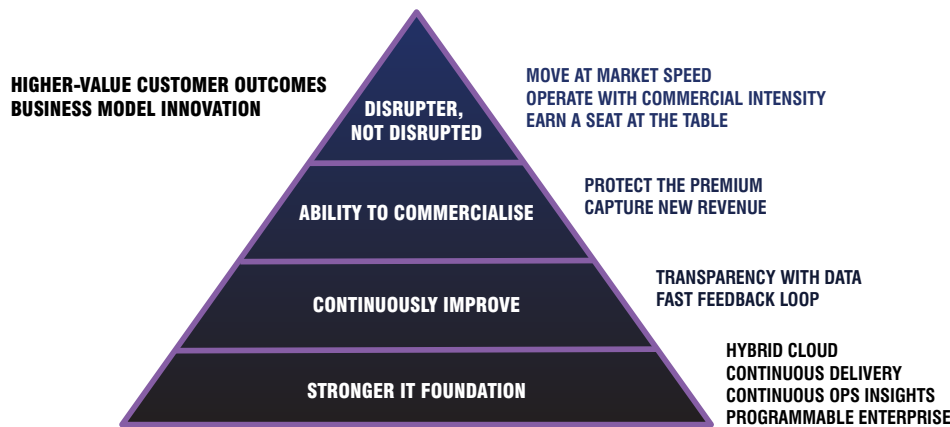 HIGHER-VALUE CUSTOMER OUTCOMES
BUSINESS MODEL INNOVATION
DISRUPTER,
NOT DISRUPTED
MOVE AT MARKET SPEED
OPERATE WITH COMMERCIAL INTENSITY
EARN A SEAT AT THE TABLE
ABILITY TO COMMERCIALISE
PROTECT THE PREMIUM
CAPTURE NEW REVENUE
CONTINUOUSLY IMPROVE
TRANSPARENCY WITH DATA
FAST FEEDBACK LOOP
STRONGER IT FOUNDATION
HYBRID CLOUD
CONTINUOUS DELIVERY
CONTINUOUS OPS INSIGHTS
PROGRAMMABLE ENTERPRISE